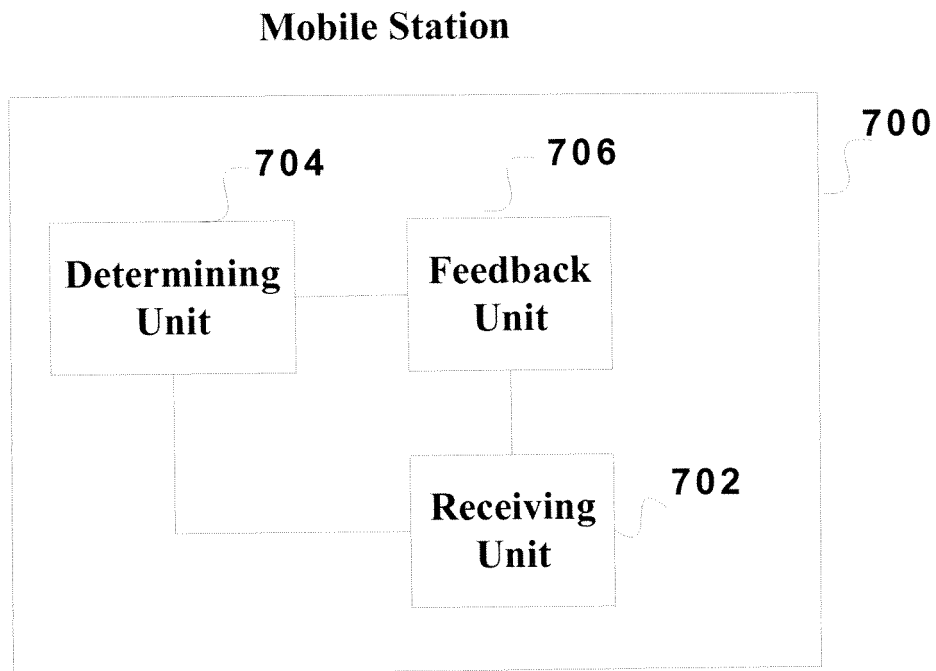 Mobile Station
700
704
706
Determining
Unit
Feedback
Unit
702
Receiving
Unit